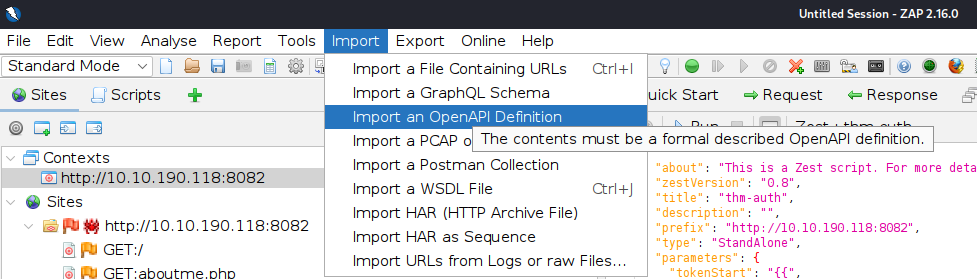 Untitled Session - ZAP 2.16.0
File Edit View Analyse Report Tools Import Export Online Help
Standard Mode
Import a File Containing URLs Ctrl+I
Sites Scripts
Import a GraphQL Schema
uick Start Request Response
Import an OpenAPI Definition
The contents must be a formal described OpenAPI definition.
Import a PCAP o
Contexts
http://10.10.190.118:8082
Import a Postman Collection
Import a WSDL File Ctrl+J
Import HAR (HTTP Archive File)
Import HAR as Sequence
Import URLs from Logs or raw Files...
Sites
http://10.10.190.118:8082
GET:/
GET:aboutme.php
"about": "This is a Zest script. For more deta
"zestVersion": "0.8",
"title": "thm-auth",
"description": "",
"prefix": "http://10.10.190.118:8082",
"type": "StandAlone",
"parameters": {
"tokenStart": "{{",